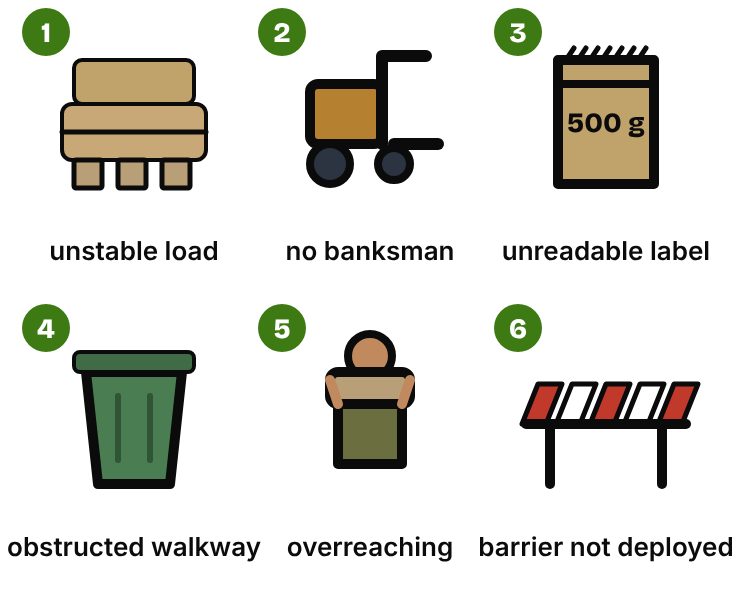 1
2
3
500 g
unstable load
no banksman
unreadable label
4
5
6
obstructed walkway
overreaching
barrier not deployed